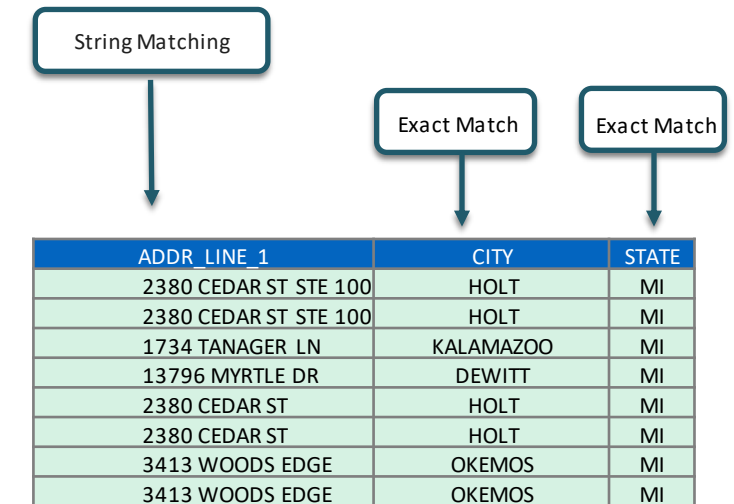 String Matching
Exact Match
Exact Match
ADDR_LINE_1 CITY STATE
2380 CEDAR ST STE 100 HOLT MI
2380 CEDAR ST STE 100 HOLT MI
1734 TANAGER LN KALAMAZOO MI
13796 MYRTLE DR DEWITT MI
2380 CEDAR ST HOLT MI
2380 CEDAR ST HOLT MI
3413 WOODS EDGE OKEMOS MI
3413 WOODS EDGE OKEMOS MI